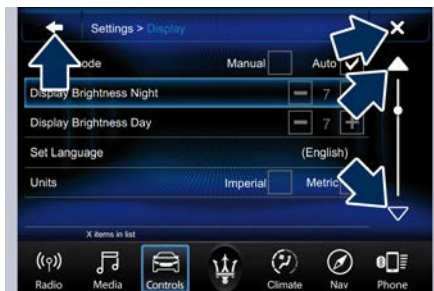 Settings > Display
ode Manual Auto
Display Brightness Night 7
Display Brightness Day 7
Set Language (English)
Units Imperial Metric
X items in list
Radio Media Controls Climate Nav Phone